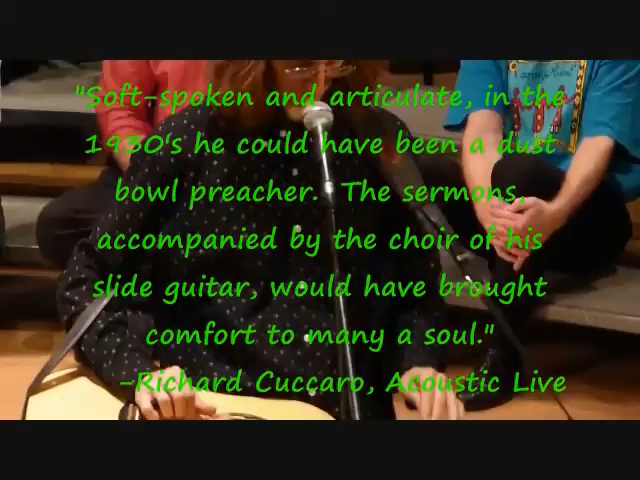 "Soft-spoken and articulate, in the
1930's he could have been a dust
bowl preacher. The sermons,
accompanied by the choir of his
slide guitar, would have brought
comfort to many a soul."
-Richard Cuccaro, Acoustic Live